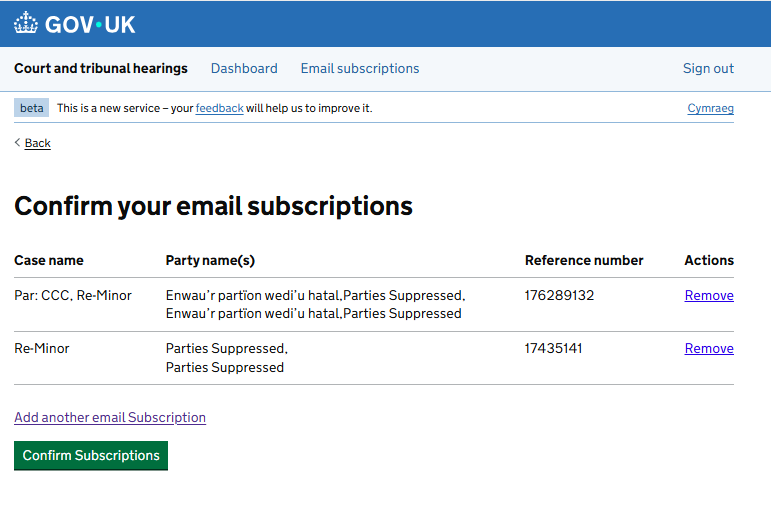 GOV·UK
Court and tribunal hearings Dashboard Email subscriptions Sign out
beta This is a new service – your feedback will help us to improve it. Cymraeg
Back
Confirm your email subscriptions
Case name Party name(s) Reference number Actions
Par: CCC, Re-Minor Enwau'r partïon wedi'u hatal,Parties Suppressed, 176289132 Remove
Enwau'r partïon wedi'u hatal,Parties Suppressed
Re-Minor Parties Suppressed, 17435141 Remove
Parties Suppressed
Add another email Subscription
Confirm Subscriptions